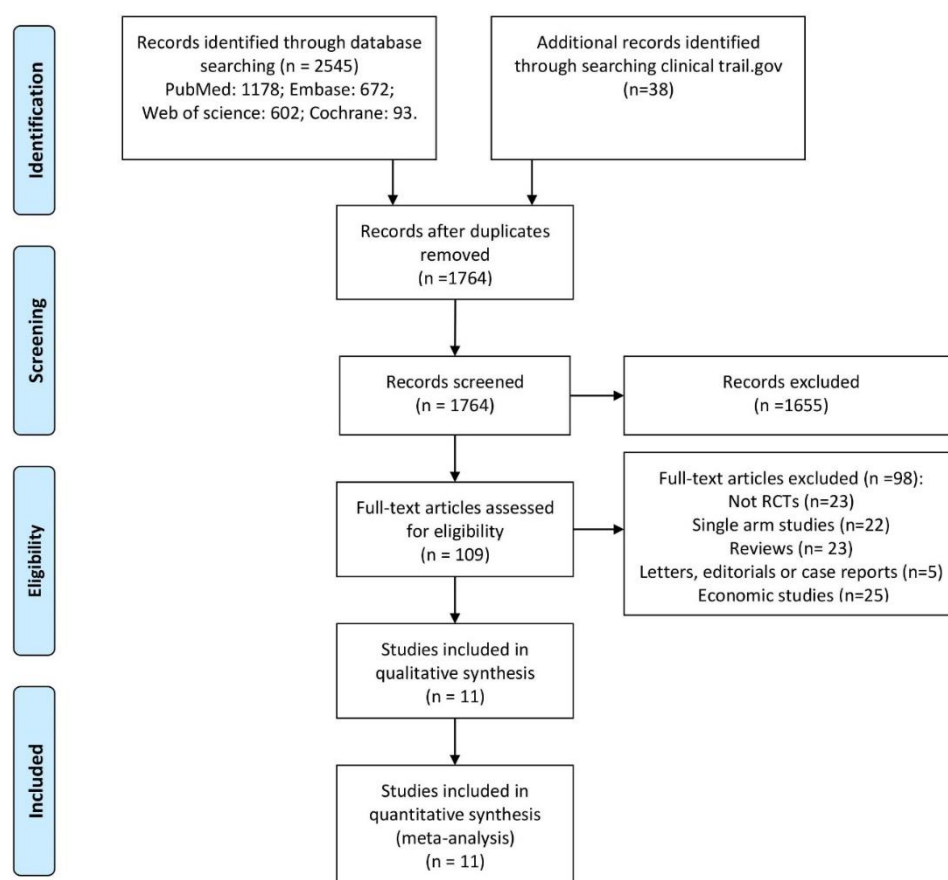 Identification
Records identified through database
searching (n = 2545)
PubMed: 1178; Embase: 672;
Web of science: 602; Cochrane: 93.
Additional records identified
through searching clinical trail.gov
(n=38)
Records after duplicates
removed
(n =1764)
Screening
Records screened
(n = 1764)
Records excluded
(n =1655)
Eligibility
Full-text articles assessed
for eligibility
(n = 109)
Full-text articles excluded (n =98):
Not RCTs (n=23)
Single arm studies (n=22)
Reviews (n= 23)
Letters, editorials or case reports (n=5)
Economic studies (n=25)
Studies included in
qualitative synthesis
(n = 11)
Included
Studies included in
quantitative synthesis
(meta-analysis)
(n = 11)